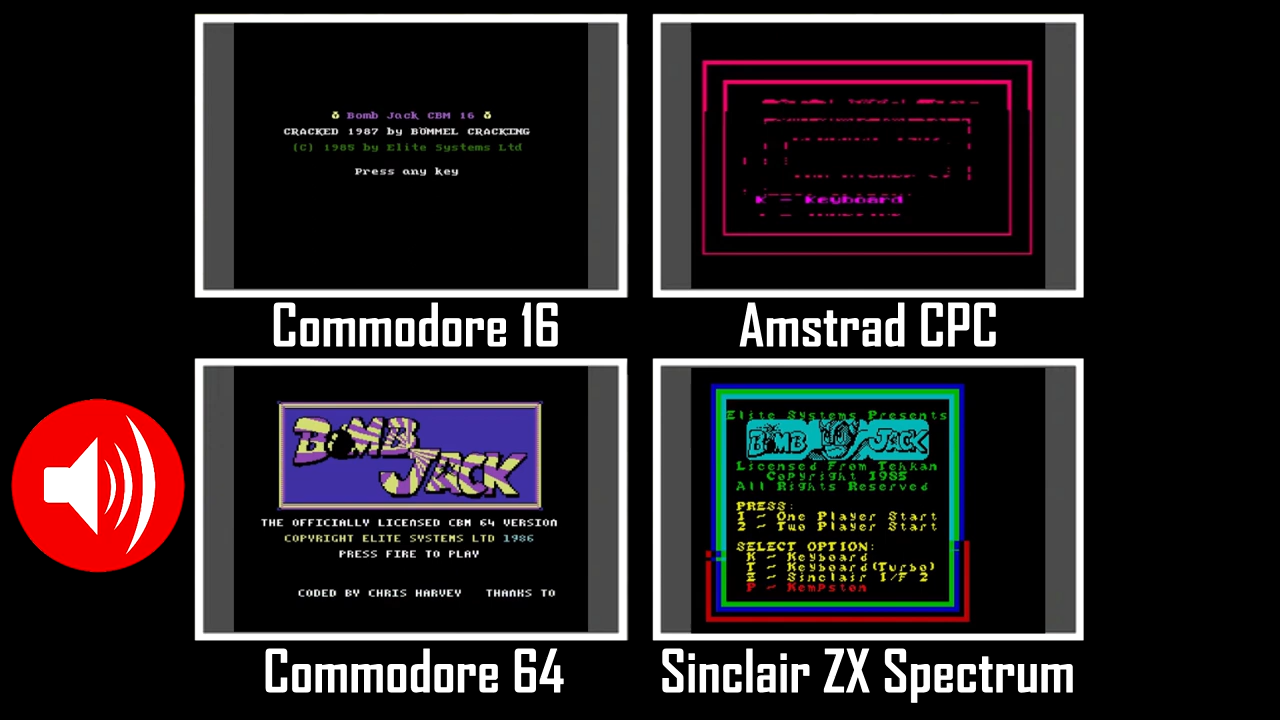 Bomb Jack CBM 16
CRACKED 1987 by BÖMMEL CRACKING
(C) 1985 by Elite Systems Ltd
Press any key
Commodore 16
K - Keyboard
Amstrad CPC
BOMB
JACK
THE OFFICIALLY LICENSED CBM 64 VERSION
COPYRIGHT ELITE SYSTEMS LTD 1986
PRESS FIRE TO PLAY
CODED BY CHRIS HARVEY THANKS TO
Commodore 64
Elite Systems Presents
BOMB JACK
Licensed From Tehkan
Copyright 1985
All Rights Reserved
PRESS:
1 - One Player Start
2 - Two Player Start
SELECT OPTION:
K - Keyboard
T - Keyboard(Turbo)
Z - Sinclair I/F 2
P - Kempston
Sinclair ZX Spectrum